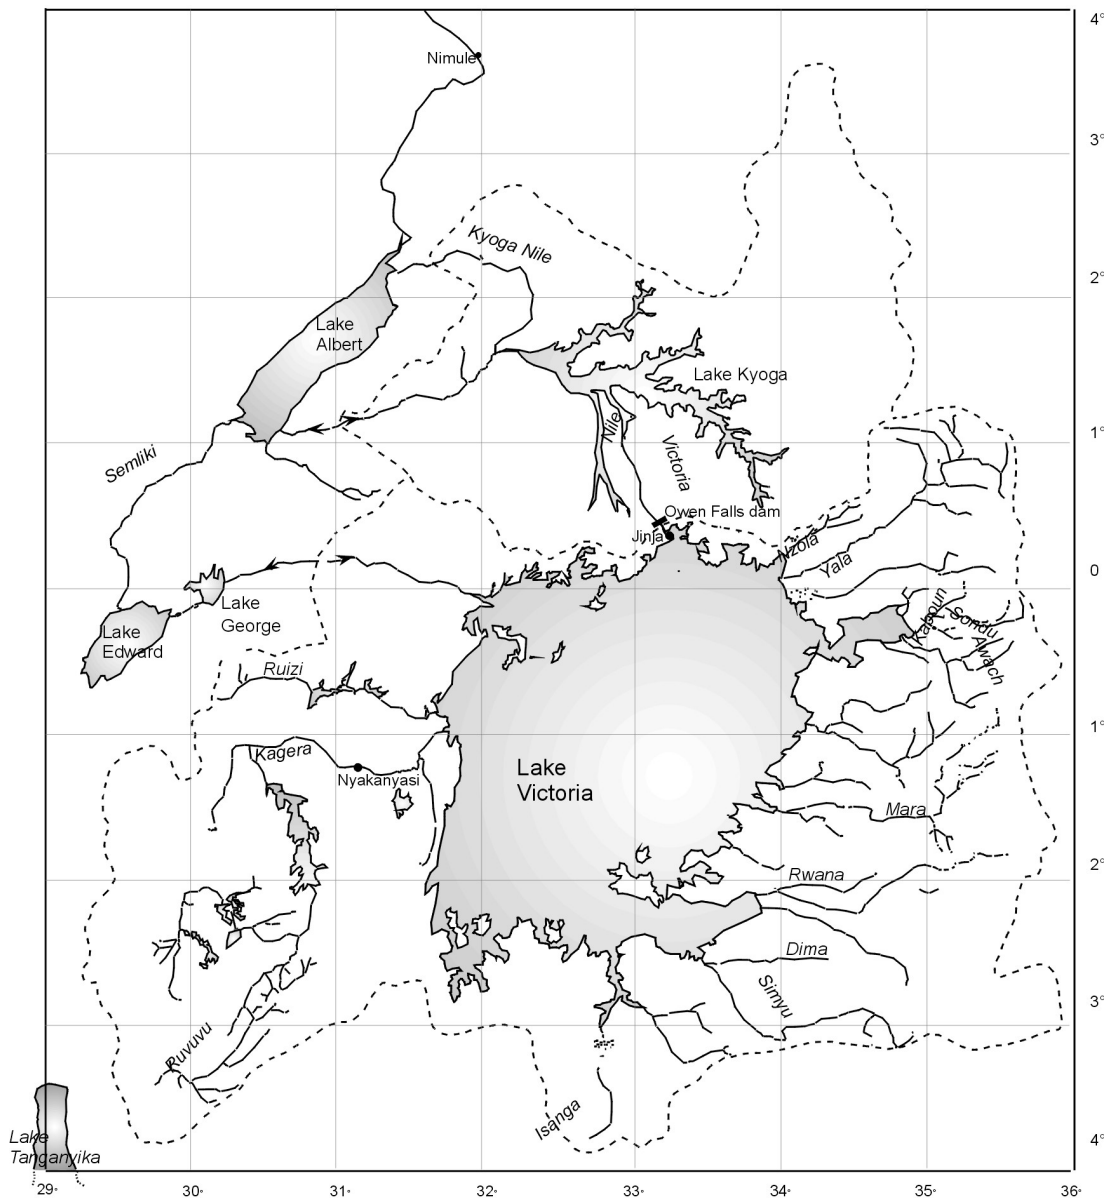 4°
Nimule
3°
Kyoga Nile
2°
Lake
Albert
Lake Kyoga
Nile
Victoria
1°
Semliki
Owen Falls dam
Jinja
Nzola
Yala
0
Lake
George
Lake
Edward
Kaboun
Sondu
Awach
Ruizi
1°
Kagera
Nyakanyasi
Lake
Victoria
Mara
2°
Rwana
Dima
Simyu
3°
Ruvuvu
Isanga
Lake
Tanganyika
4°
29°
30°
31°
32°
33°
34°
35°
36°